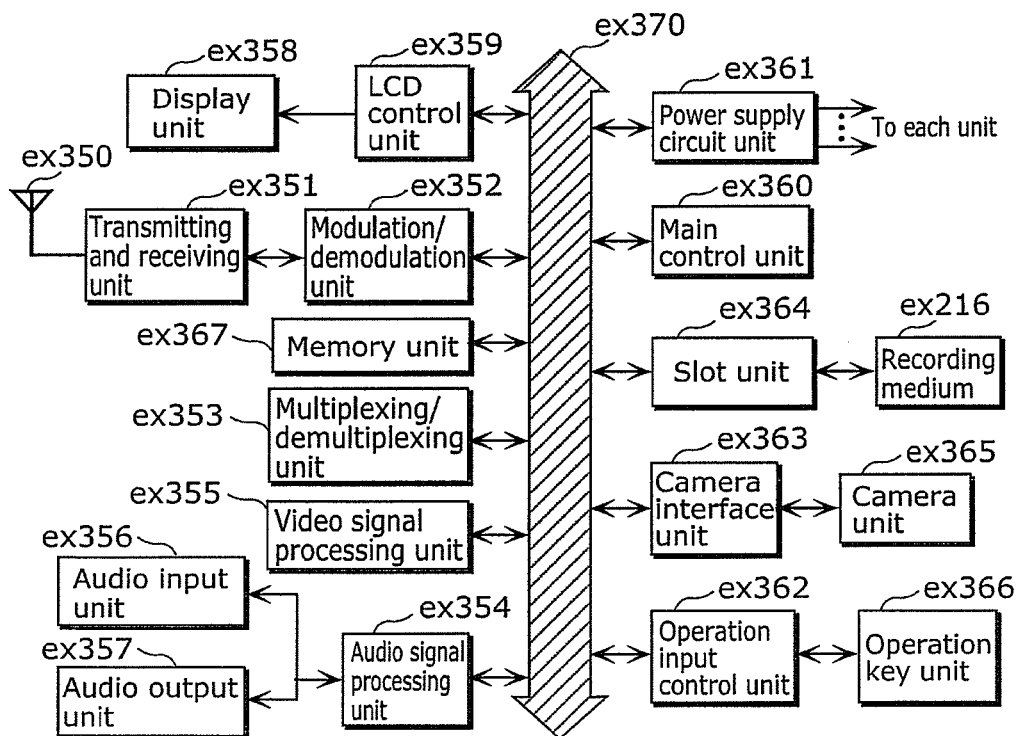 ex370
ex358
Display
unit
ex359
LCD
control
unit
ex361
Power supply
circuit unit
To each unit
ex350
ex351
Transmitting
and receiving
unit
ex352
Modulation/
demodulation
unit
ex360
Main
control unit
ex367
Memory unit
ex364
Slot unit
ex216
Recording
medium
ex353
Multiplexing/
demultiplexing
unit
ex363
Camera
interface
unit
ex365
Camera
unit
ex355
Video signal
processing unit
ex356
Audio input
unit
ex357
Audio output
unit
ex354
Audio signal
processing
unit
ex362
Operation
input
control unit
ex366
Operation
key unit